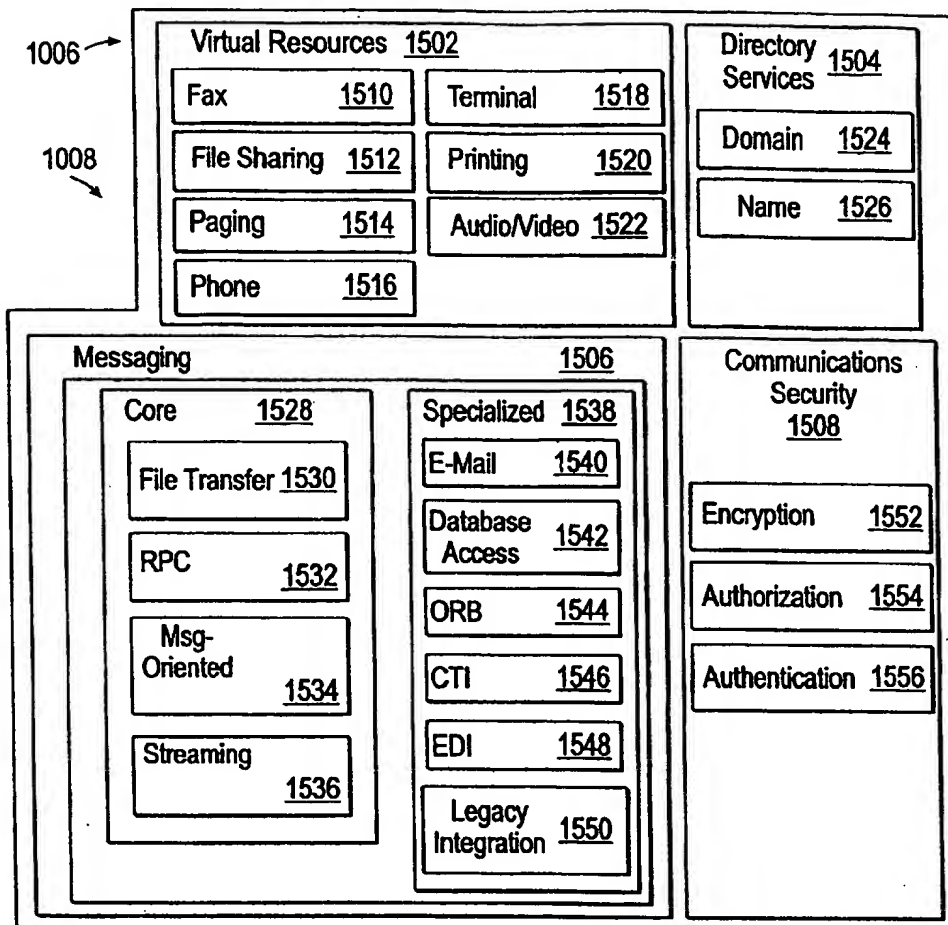 1006
1008
Virtual Resources 1502
Fax 1510
File Sharing 1512
Paging 1514
Phone 1516
Terminal 1518
Printing 1520
Audio/Video 1522
Directory
Services 1504
Domain 1524
Name 1526
Messaging 1506
Core 1528
File Transfer 1530
RPC 1532
Msg-
Oriented 1534
Streaming
1536
Specialized 1538
E-Mail 1540
Database
Access 1542
ORB 1544
CTI 1546
EDI 1548
Legacy
Integration 1550
Communications
Security
1508
Encryption 1552
Authorization 1554
Authentication 1556